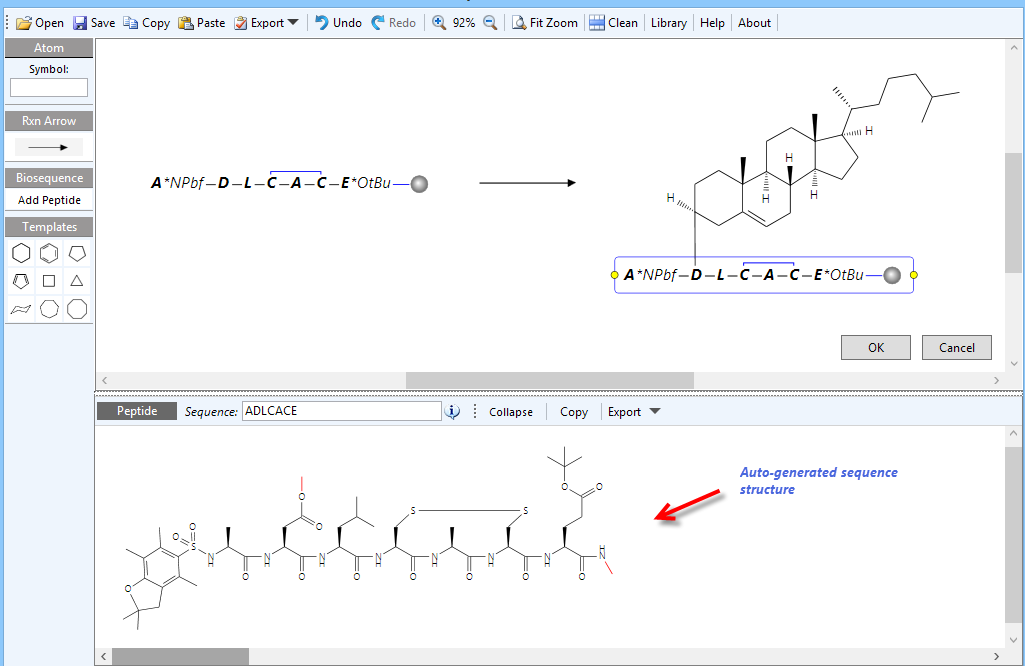 Open Save Copy Paste Export Undo Redo 92% Fit Zoom Clean Library Help About
Atom
Symbol:
Rxn Arrow
Biosequence
Add Peptide
Templates
A*NPbf–D–L–C–A–C–E*OtBu
H
H
H
H
H
A*NPbf–D–L–C–A–C–E*OtBu
OK Cancel
Peptide Sequence: ADLCACE Collapse Copy Export
Auto-generated sequence
structure
O
O
O
S
O
N
H
O
O
O
N
H
O
N
H
O
S
N
H
O
N
H
O
S
N
H
O
O
O
N
H
O
H
N